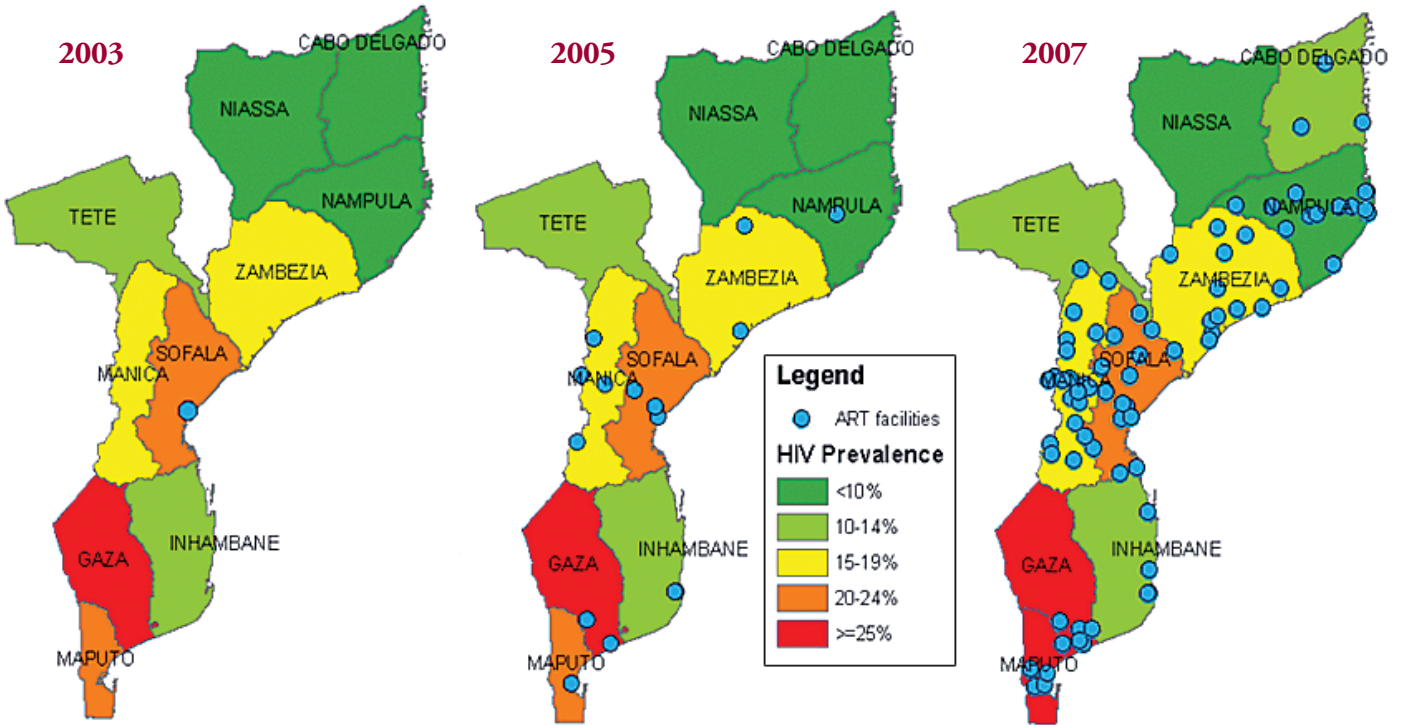 2003
CABO DELGADO
NIASSA
NAMPULA
TETE
ZAMBEZIA
SOFALA
MANICA
INHAMBANE
GAZA
MAPUTO
2005
CABO DELGADO
NIASSA
NAMPULA
TETE
ZAMBEZIA
SOFALA
MANICA
INHAMBANE
GAZA
MAPUTO
Legend
ART facilities
HIV Prevalence
<10%
10-14%
15-19%
20-24%
>=25%
2007
CABO DELGADO
NIASSA
NAMPULA
TETE
ZAMBEZIA
SOFALA
MANICA
INHAMBANE
GAZA
MAPUTO